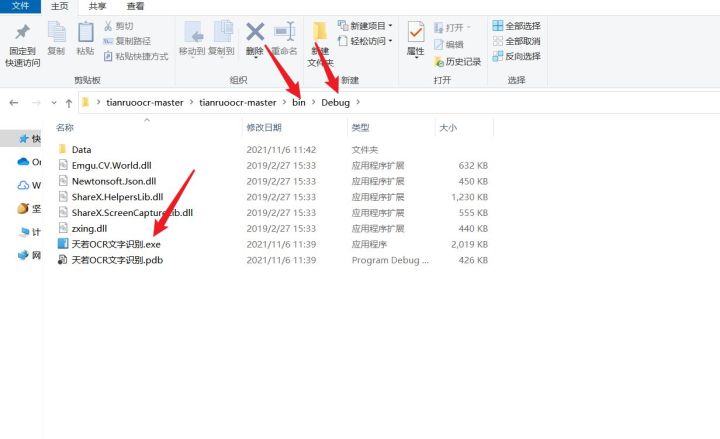 文件 主页 共享 查看
固定到快速访问 复制 粘贴 剪切 复制路径 粘贴快捷方式 移动到 复制到 删除 重命名 新建文件夹 新建项目 轻松访问 属性 打开 编辑 历史记录 全部选择 全部取消 反向选择
剪贴板 组织 新建 打开 选择
tianruoocr-master tianruoocr-master bin Debug
名称 修改日期 类型 大小
快
Data 2021/11/6 11:42 文件夹
On Emgu.CV.World.dll 2019/2/27 15:33 应用程序扩展 632 KB
W Newtonsoft.Json.dll 2019/2/27 15:33 应用程序扩展 450 KB
ShareX.HelpersLib.dll 2019/2/27 15:33 应用程序扩展 1,230 KB
坚 ShareX.ScreenCaptureLib.dll 2019/2/27 15:33 应用程序扩展 555 KB
zxing.dll 2019/2/27 15:33 应用程序扩展 440 KB
计 天若OCR文字识别.exe 2021/11/6 11:39 应用程序 2,019 KB
网 天若OCR文字识别.pdb 2021/11/6 11:39 Program Debug ... 426 KB